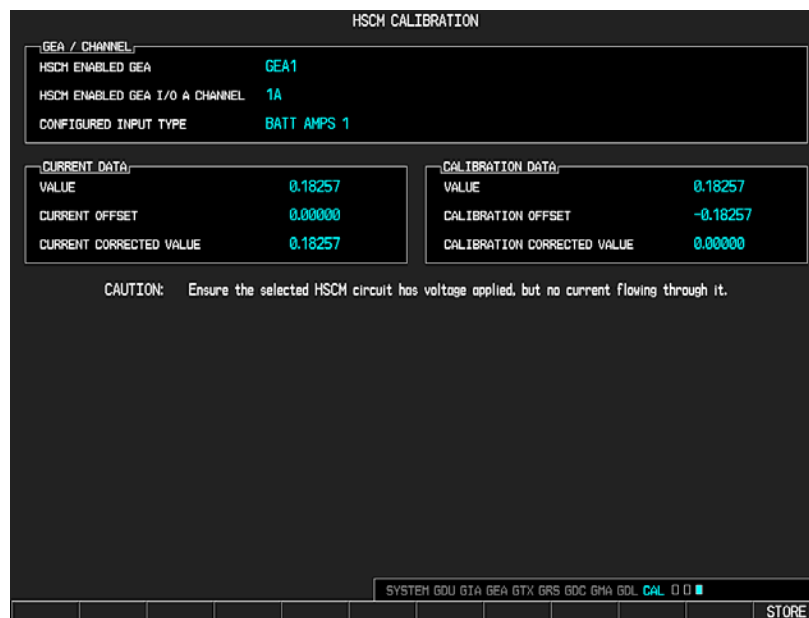 HSCM CALIBRATION
GEA / CHANNEL
HSCM ENABLED GEA GEA1
HSCM ENABLED GEA I/O A CHANNEL 1A
CONFIGURED INPUT TYPE BATT AMPS 1
CURRENT DATA
VALUE 0.18257
CURRENT OFFSET 0.00000
CURRENT CORRECTED VALUE 0.18257
CALIBRATION DATA
VALUE 0.18257
CALIBRATION OFFSET -0.18257
CALIBRATION CORRECTED VALUE 0.00000
CAUTION: Ensure the selected HSCM circuit has voltage applied, but no current flowing through it.
SYSTEM GDU GIA GEA GTX GRS GDC GMA GDL CAL
STORE